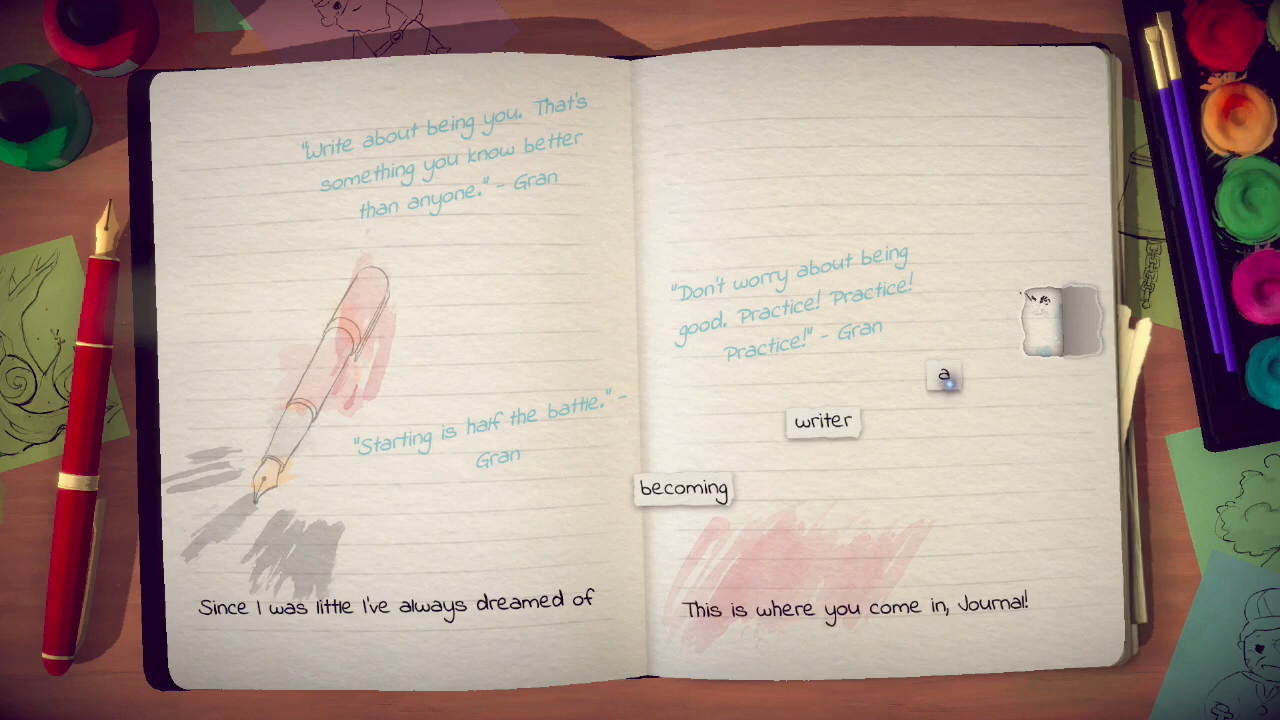 "Write about being you. That's
something you know better
than anyone." - Gran
"Starting is half the battle." -
Gran
Since I was little I've always dreamed of
"Don't worry about being
good. Practice! Practice!
Practice!" - Gran
a
writer
becoming
This is where you come in, Journal!